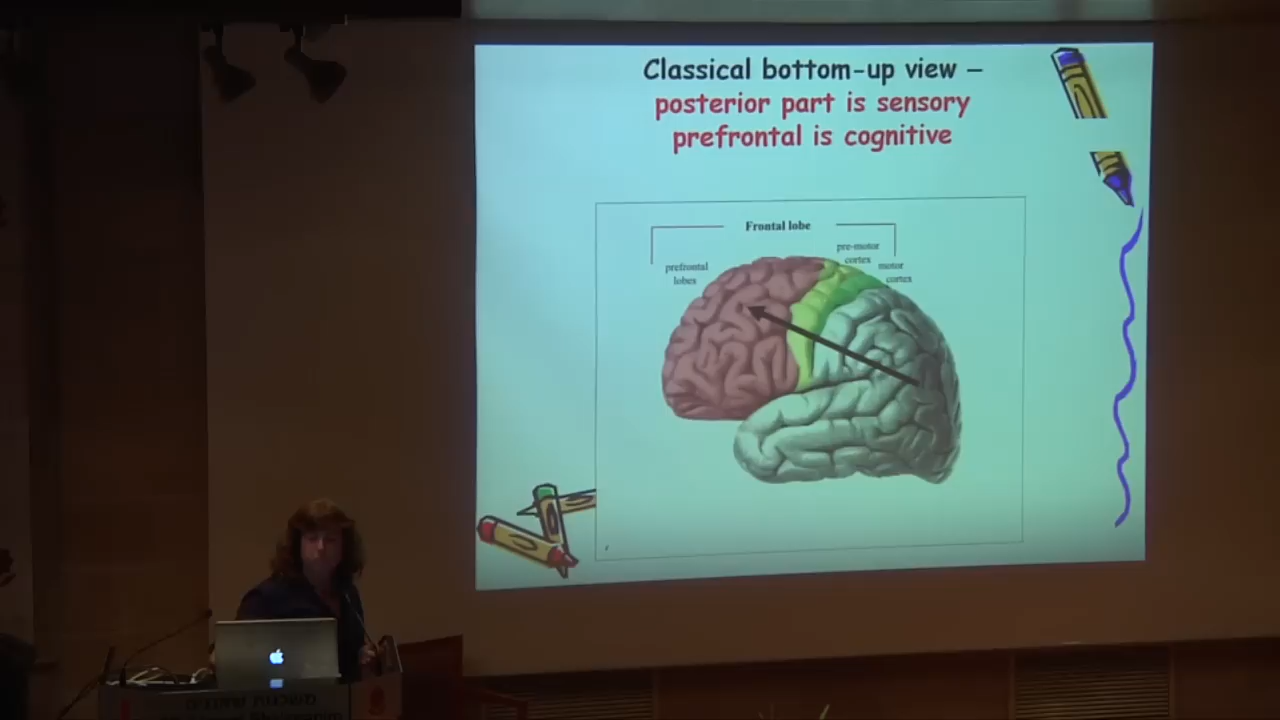 Classical bottom-up view –
posterior part is sensory
prefrontal is cognitive
Frontal lobe
pre-motor
cortex
motor
cortex
prefrontal
lobes